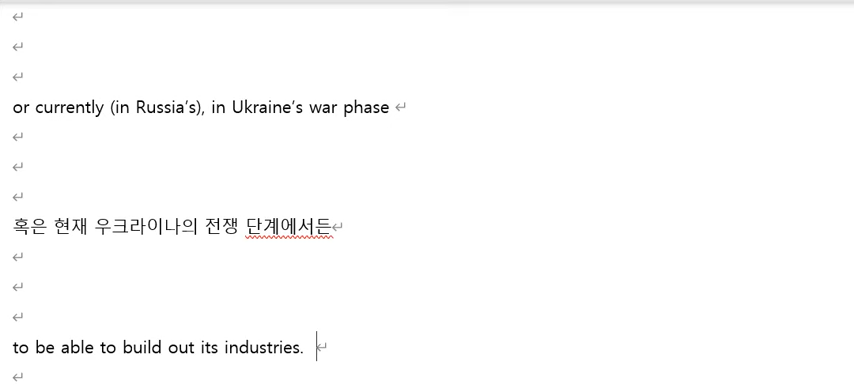 or currently (in Russia's), in Ukraine's war phase
혹은 현재 우크라이나의 전쟁 단계에서든
to be able to build out its industries.